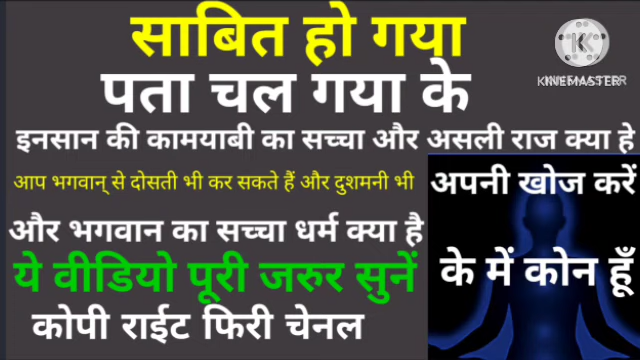 साबित हो गया
पता चल गया के
KINEMASTER
इनसान की कामयाबी का सच्चा और असली राज क्या हे
आप भगवान् से दोसती भी कर सकते हैं और दुशमनी भी
अपनी खोज करें
और भगवान का सच्चा धर्म क्या है
ये वीडियो पूरी जरुर सुनें
के में कोन हूँ
कोपी राईट फिरी चेनल